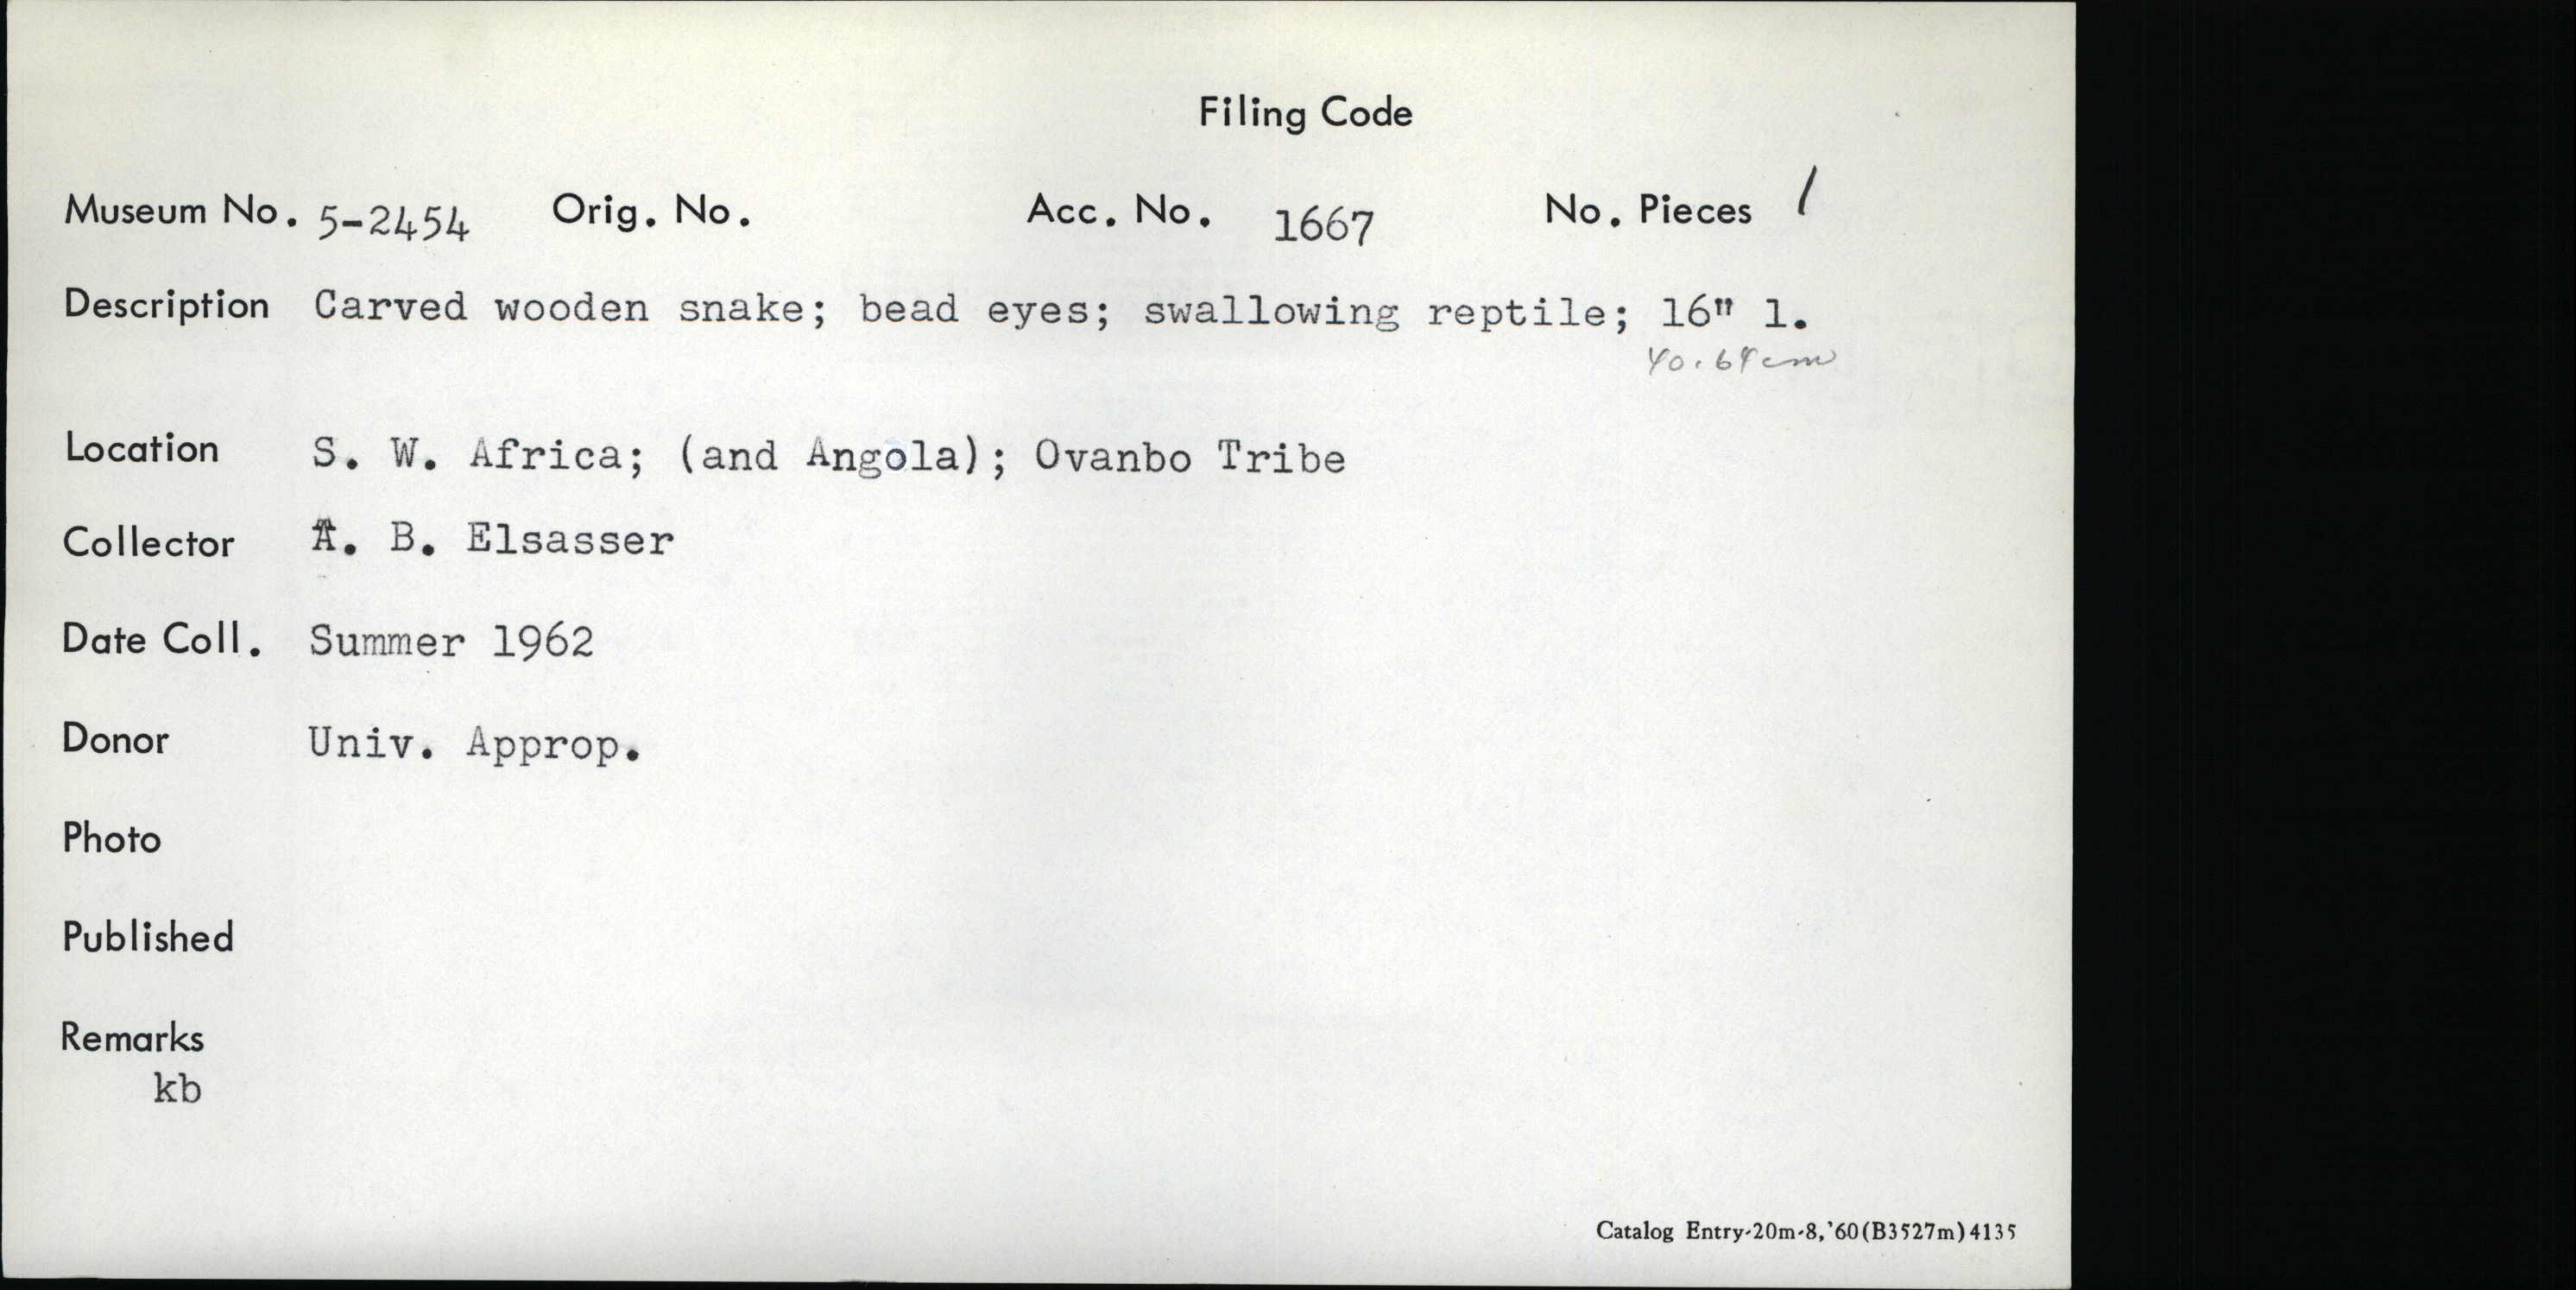 Filing Code
Museum No. 5-2454 Orig. No. Acc. No. 1667 No. Pieces 1
Description Carved wooden snake; bead eyes; swallowing reptile; 16" l.
40.64cm
Location S. W. Africa; (and Angola); Ovanbo Tribe
Collector A. B. Elsasser
Date Coll. Summer 1962
Donor Univ. Approp.
Photo
Published
Remarks
kb
Catalog Entry-20m-8,'60(B3527m)4135